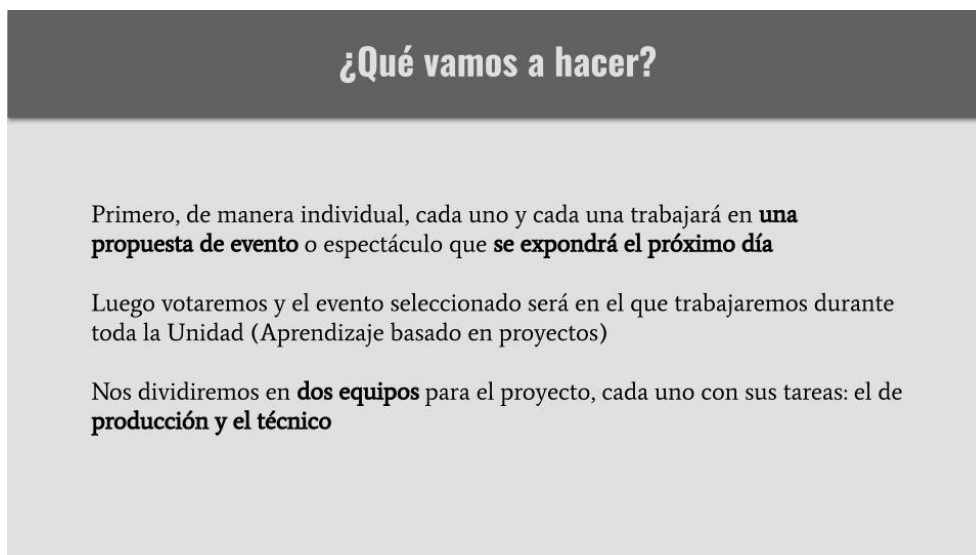 ¿Qué vamos a hacer?
Primero, de manera individual, cada uno y cada una trabajará en una
propuesta de evento o espectáculo que se expondrá el próximo día
Luego votaremos y el evento seleccionado será en el que trabajaremos durante
toda la Unidad (Aprendizaje basado en proyectos)
Nos dividiremos en dos equipos para el proyecto, cada uno con sus tareas: el de
producción y el técnico